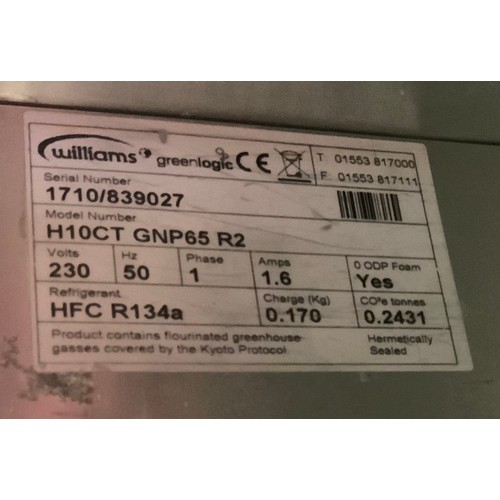 williams greenlogic CE T 01553 817000
F 01553 817111
Serial Number
1710/839027
Model Number
H10CT GNP65 R2
Volts Hz Phase Amps 0 ODP Foam
230 50 1 1.6 Yes
Refrigerant Charge (Kg) CO²e tonnes
HFC R134a 0.170 0.2431
Product contains flourinated greenhouse Hermetically
gasses covered by the Kyoto Protocol. Sealed